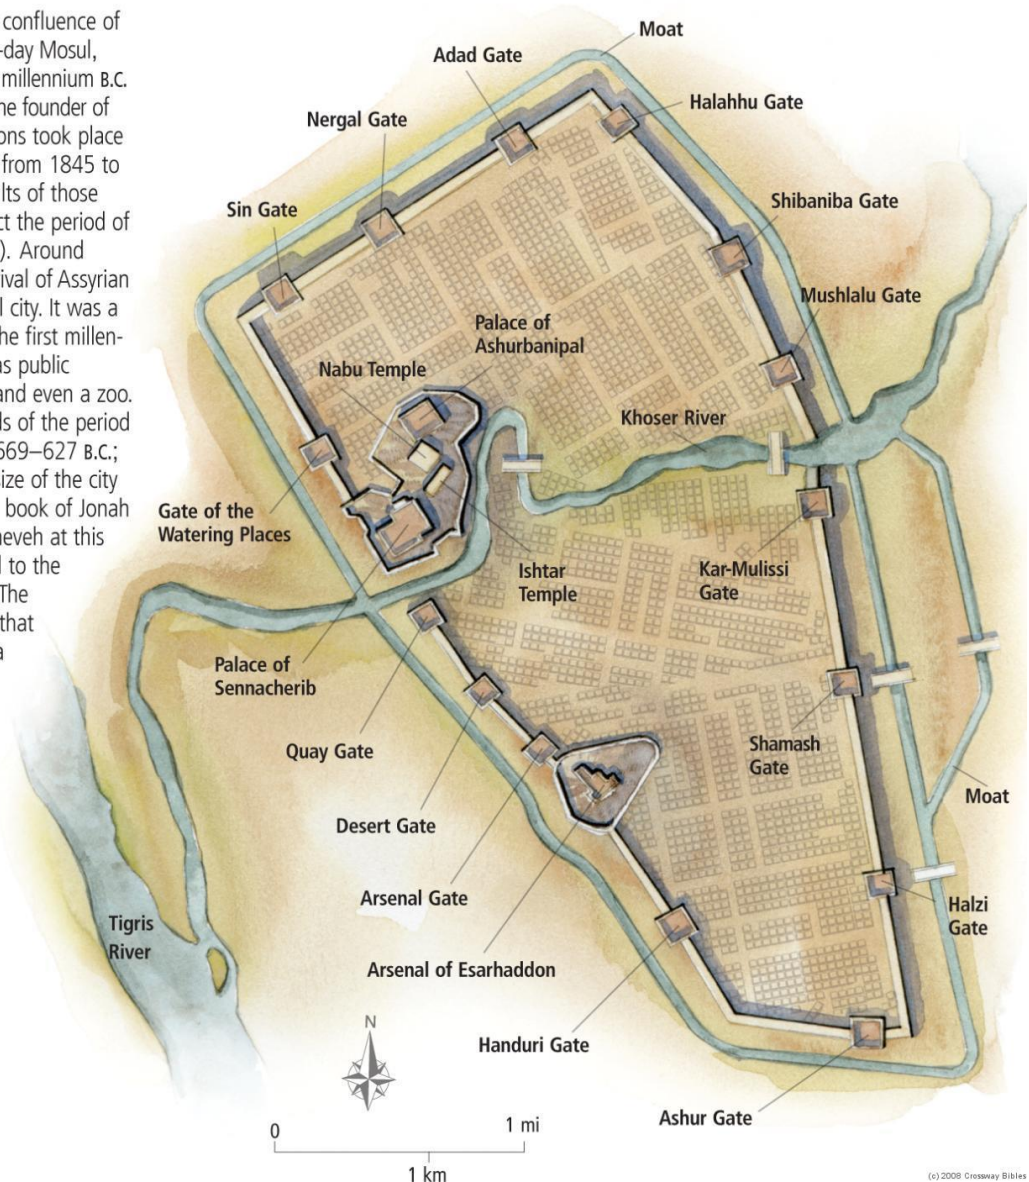 confluence of
-day Mosul,
millennium B.C.
he founder of
ons took place
from 1845 to
lts of those
ct the period of
). Around
ival of Assyrian
l city. It was a
he first millen-
as public
and even a zoo.
ds of the period
669–627 B.C.;
size of the city
book of Jonah
neveh at this
d to the
The
that
a
Moat
Adad Gate
Halahhu Gate
Nergal Gate
Shibaniba Gate
Sin Gate
Mushlalu Gate
Palace of
Ashurbanipal
Nabu Temple
Khoser River
Gate of the
Watering Places
Ishtar
Temple
Kar-Mulissi
Gate
Palace of
Sennacherib
Quay Gate
Shamash
Gate
Moat
Desert Gate
Arsenal Gate
Halzi
Gate
Tigris
River
Arsenal of Esarhaddon
N
Handuri Gate
Ashur Gate
0
1 mi
1 km
(c) 2008 Crossway Bibles